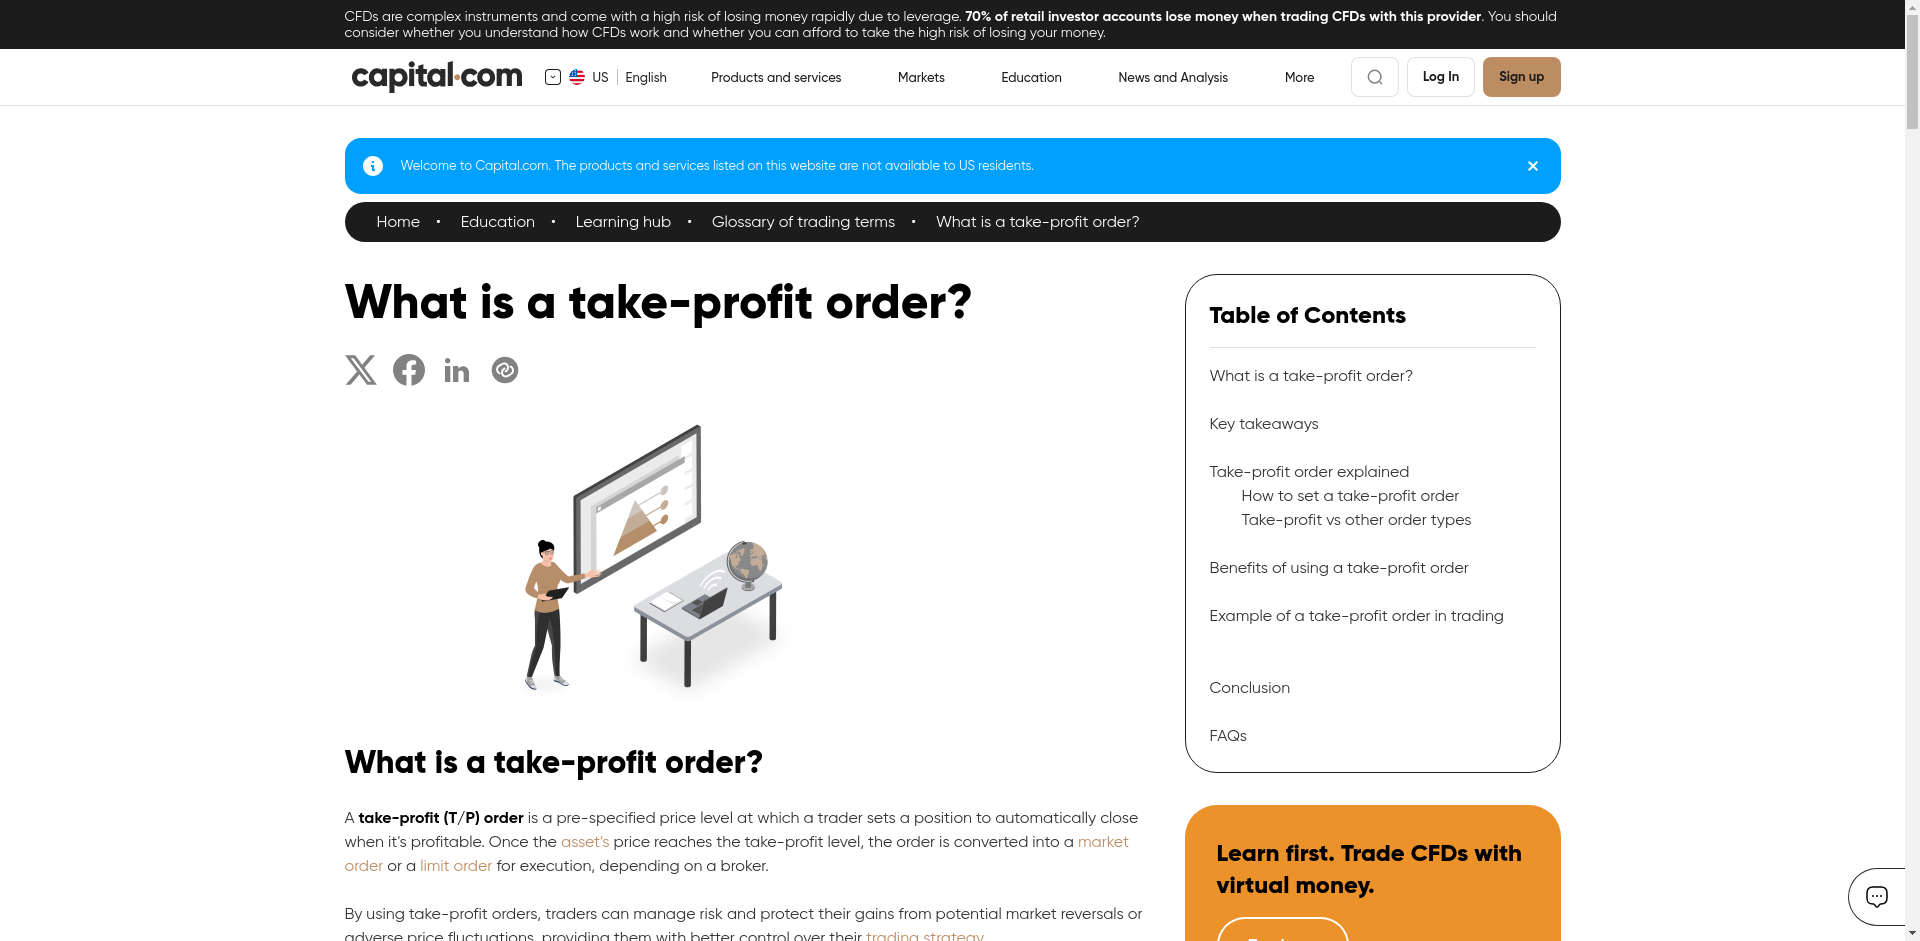 CFDs are complex instruments and come with a high risk of losing money rapidly due to leverage. 70% of retail investor accounts lose money when trading CFDs with this provider. You should
consider whether you understand how CFDs work and whether you can afford to take the high risk of losing your money.
capital.com
US English
Products and services
Markets
Education
News and Analysis
More
Log In
Sign up
Welcome to Capital.com. The products and services listed on this website are not available to US residents.
Home • Education • Learning hub • Glossary of trading terms • What is a take-profit order?
What is a take-profit order?
What is a take-profit order?
A take-profit (T/P) order is a pre-specified price level at which a trader sets a position to automatically close
when it's profitable. Once the asset's price reaches the take-profit level, the order is converted into a market
order or a limit order for execution, depending on a broker.
By using take-profit orders, traders can manage risk and protect their gains from potential market reversals or
adverse price fluctuations, providing them with better control over their trading strategy.
Table of Contents
What is a take-profit order?
Key takeaways
Take-profit order explained
How to set a take-profit order
Take-profit vs other order types
Benefits of using a take-profit order
Example of a take-profit order in trading
Conclusion
FAQs
Learn first. Trade CFDs with
virtual money.